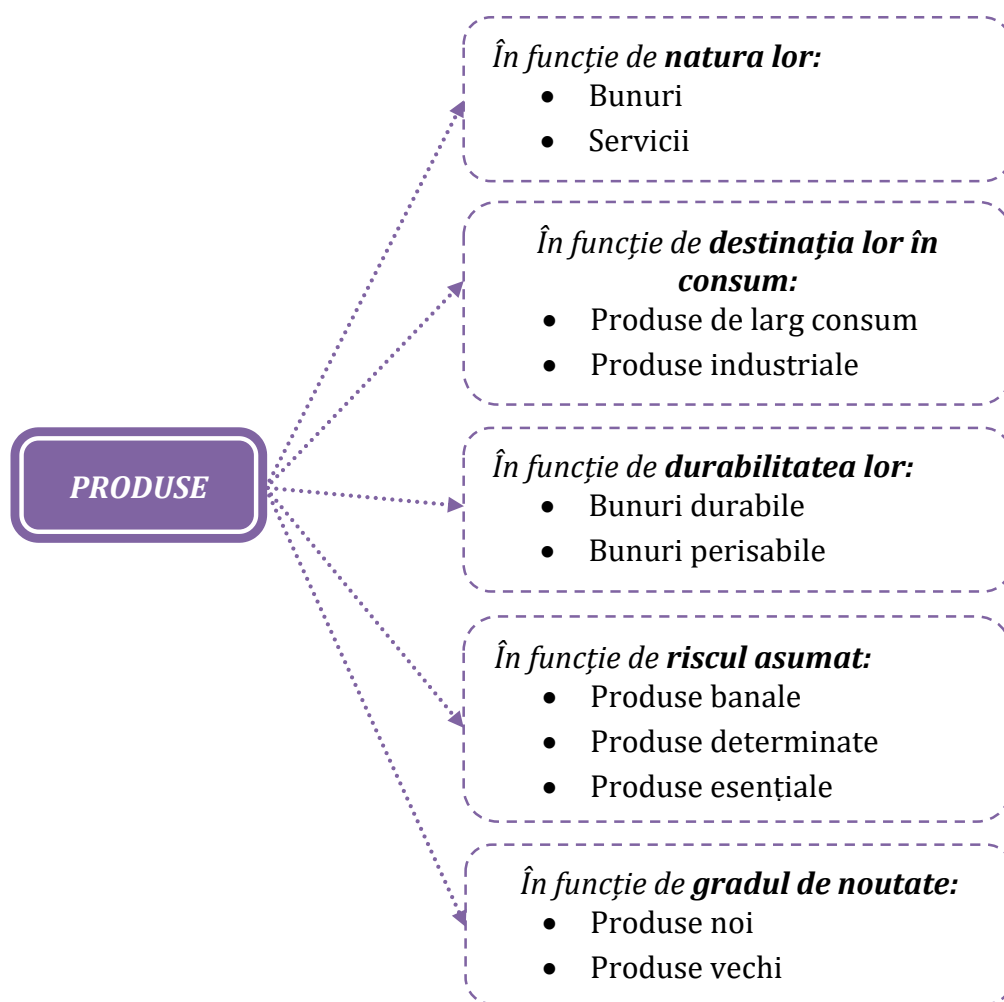 În funcție de natura lor:
• Bunuri
• Servicii
În funcție de destinația lor în
consum:
• Produse de larg consum
• Produse industriale
PRODUSE
În funcție de durabilitatea lor:
• Bunuri durabile
• Bunuri perisabile
În funcție de riscul asumat:
• Produse banale
• Produse determinate
• Produse esențiale
În funcție de gradul de noutate:
• Produse noi
• Produse vechi